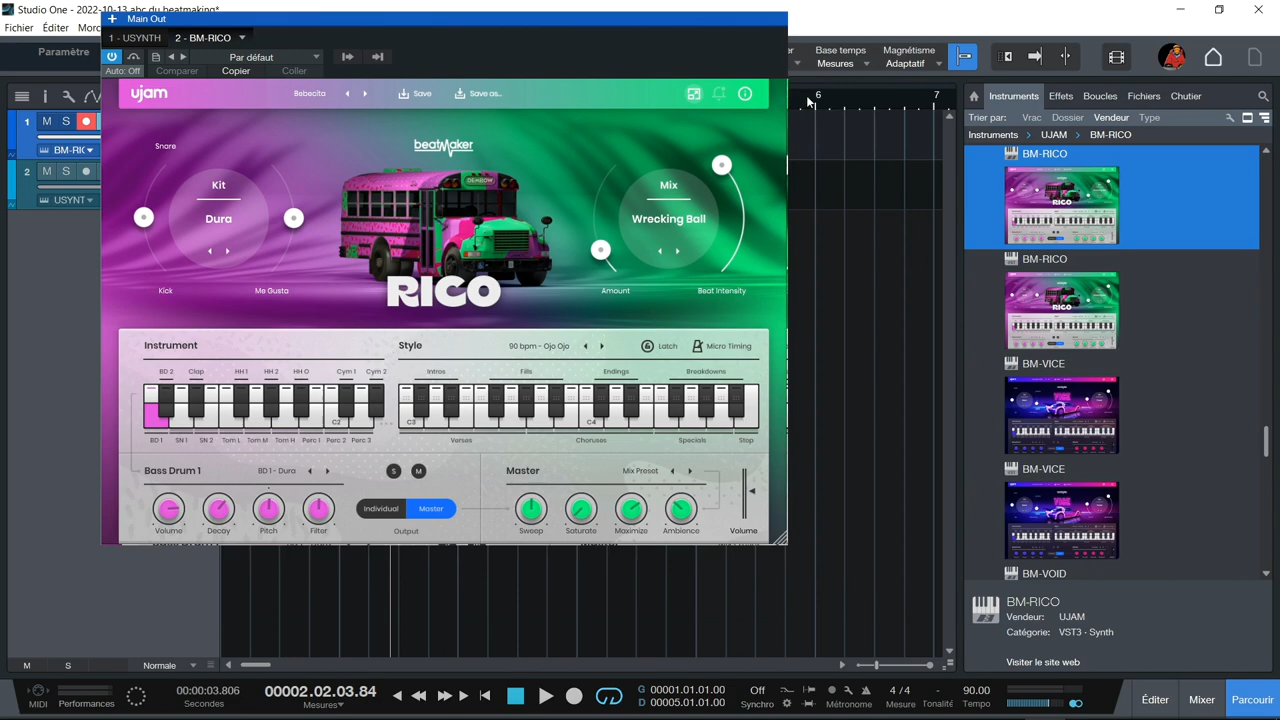 Studio One - 2022-10-13 abc du beatmaking*
Main Out
Fichier Éditer Morc
1 - USYNTH 2 - BM-RICO
Paramètre
Par défaut
Auto: Off Comparer Copier Coller
Base temps
Mesures
Magnétisme
Adaptatif
ujam
Bebecita
Save
Save as...
6 7
Instruments Effets Boucles Fichiers Chutier
Trier par: Vrac Dossier Vendeur Type
Instruments > UJAM > BM-RICO
1 M S
BM-RIC
2 M S
USYNT
Snare
Kit
Dura
Kick
Me Gusta
beatMaker
DEMBOW
RICO
Mix
Wrecking Ball
Amount
Beat Intensity
Instrument
Style
90 bpm - Ojo Ojo
Latch
Micro Timing
BD 2 Clap HH 1 HH 2 HH O Cym 1 Cym 2
Intros Fills Endings Breakdowns
C2 C3 C4
BD 1 SN 1 SN 2 Tom L Tom M Tom H Perc 1 Perc 2 Perc 3
Verses Choruses Specials Stop
Bass Drum 1
BD 1 - Dura
S M
Master
Mix Preset
Volume Decay Pitch Filter
Individual Master
Output
Sweep Saturate Maximize Ambience
Volume
BM-RICO
BM-RICO
BM-VICE
BM-VICE
BM-VOID
BM-RICO
Vendeur: UJAM
Catégorie: VST3 · Synth
Visiter le site web
M S Normale
MIDI
Performances
00:00:03.806
Secondes
00002.02.03.84
Mesures
G 00001.01.01.00
D 00005.01.01.00
Off
Synchro
Métronome
4 / 4
Mesure
-
Tonalité
90.00
Tempo
Éditer Mixer Parcourir